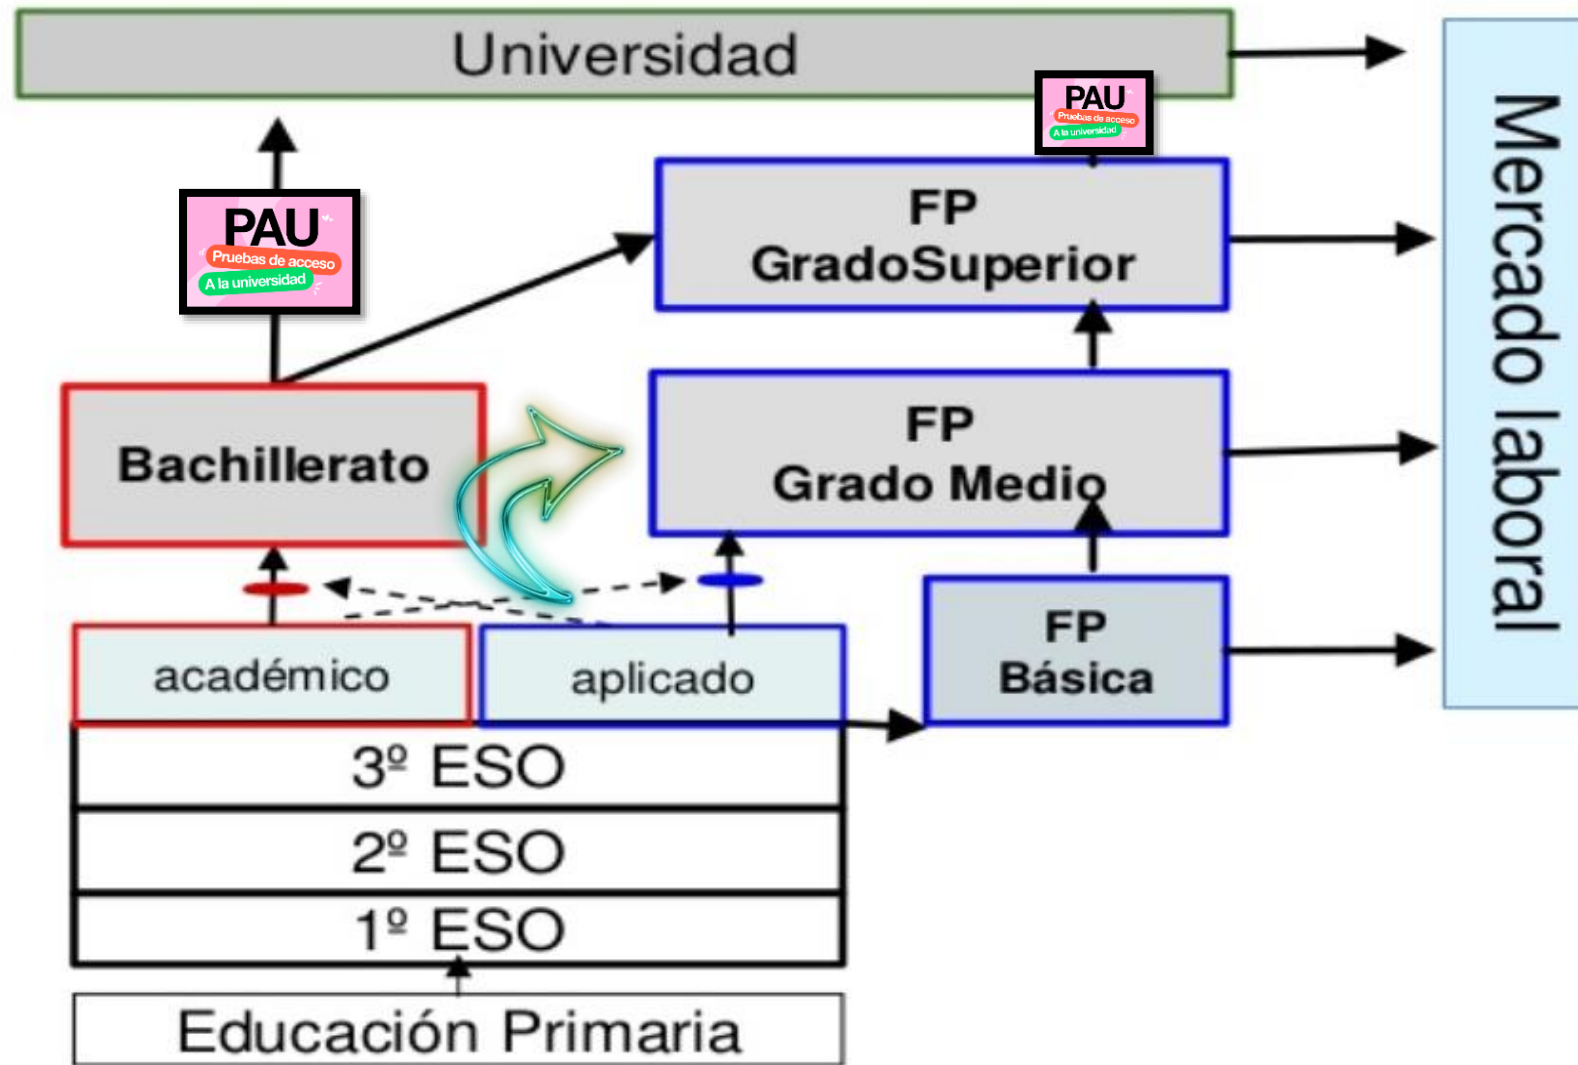 Universidad
PAU
Pruebas de acceso
A la universidad
PAU
Pruebas de acceso
A la universidad
FP
GradoSuperior
Mercado laboral
Bachillerato
FP
Grado Medio
académico
aplicado
FP
Básica
3º ESO
2º ESO
1º ESO
Educación Primaria